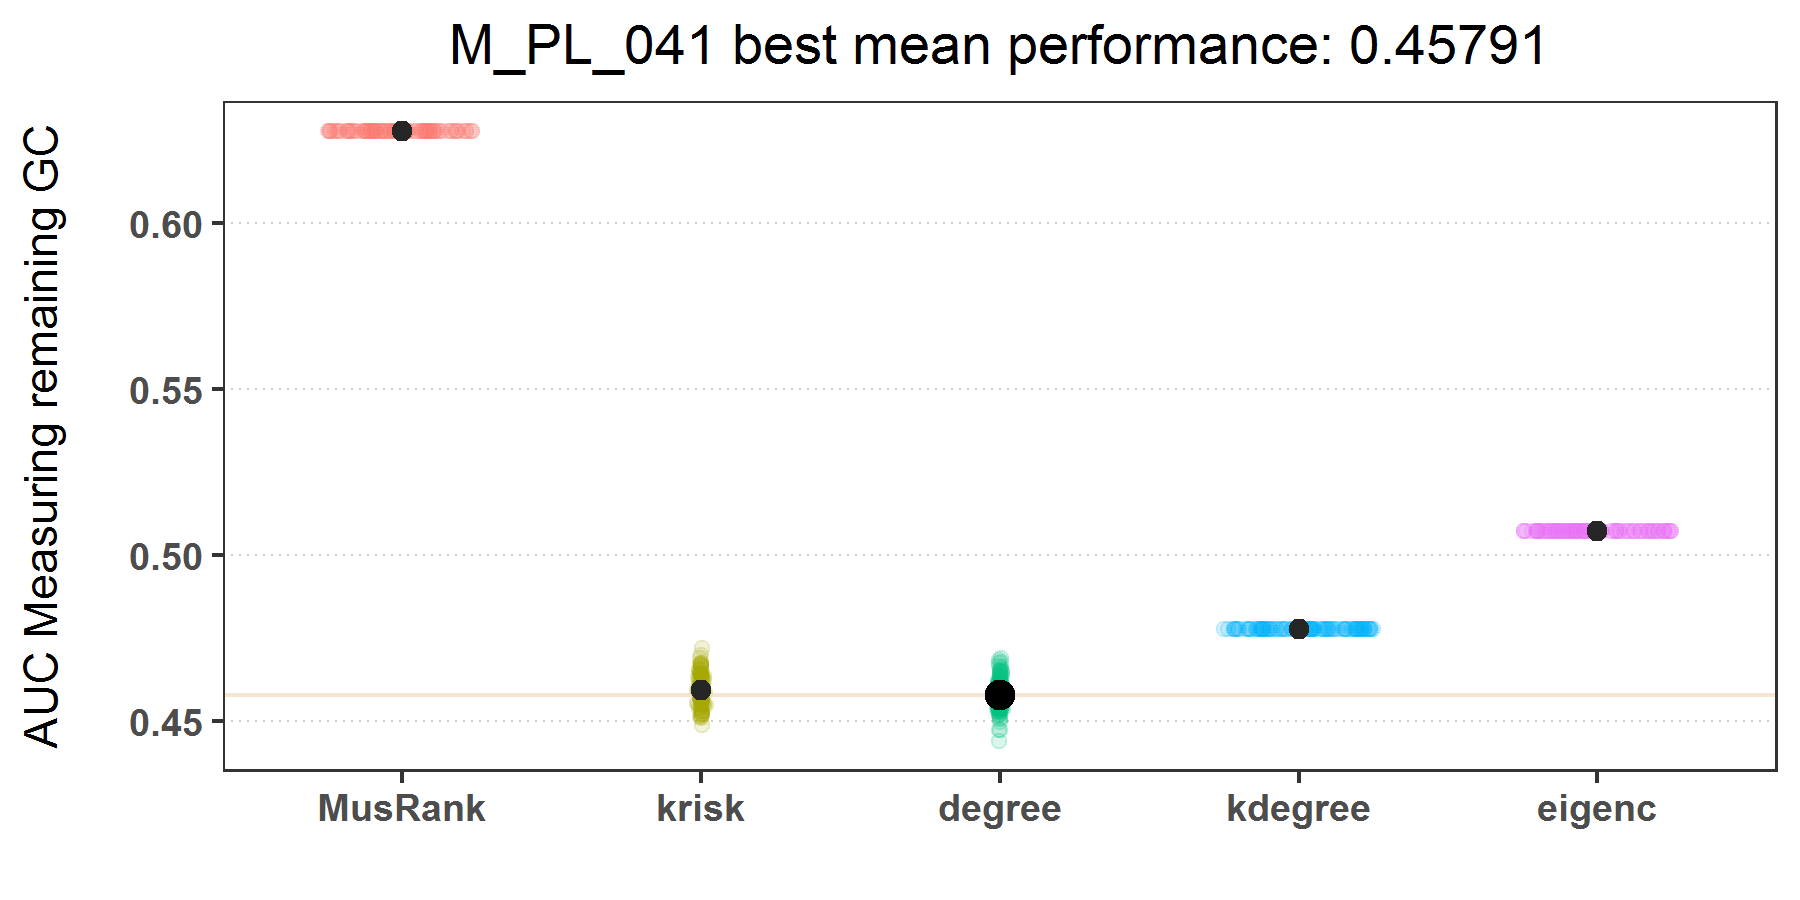 M_PL_041 best mean performance: 0.45791
AUC Measuring remaining GC
0.60
0.55
0.50
0.45
MusRank krisk degree kdegree eigenc